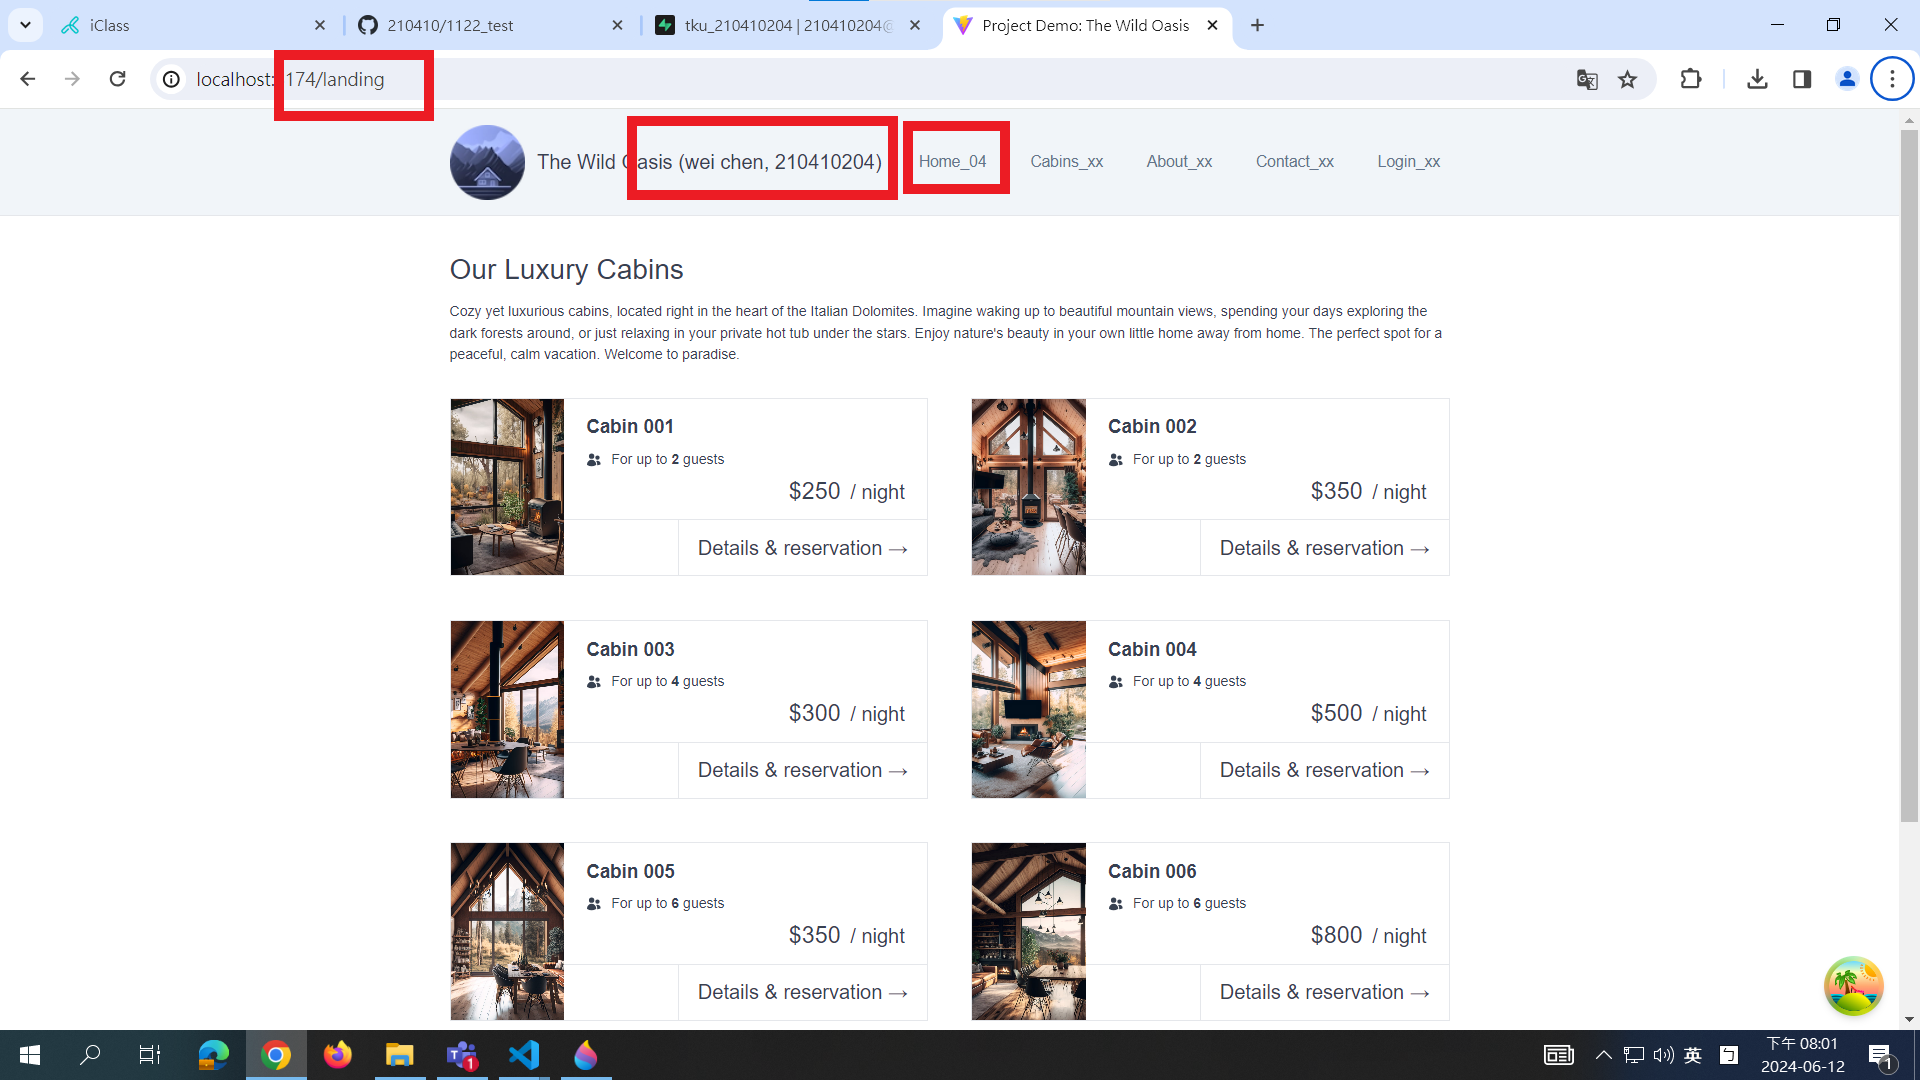 iClass
210410/1122_test
tku_210410204 | 210410204@
Project Demo: The Wild Oasis
localhost: 174/landing
The Wild Oasis (wei chen, 210410204)
Home_04
Cabins_xx
About_xx
Contact_xx
Login_xx
Our Luxury Cabins
Cozy yet luxurious cabins, located right in the heart of the Italian Dolomites. Imagine waking up to beautiful mountain views, spending your days exploring the
dark forests around, or just relaxing in your private hot tub under the stars. Enjoy nature's beauty in your own little home away from home. The perfect spot for a
peaceful, calm vacation. Welcome to paradise.
Cabin 001
For up to 2 guests
$250 / night
Details & reservation →
Cabin 002
For up to 2 guests
$350 / night
Details & reservation →
Cabin 003
For up to 4 guests
$300 / night
Details & reservation →
Cabin 004
For up to 4 guests
$500 / night
Details & reservation →
Cabin 005
For up to 6 guests
$350 / night
Details & reservation →
Cabin 006
For up to 6 guests
$800 / night
Details & reservation →
英
下午 08:01
2024-06-12
1
1